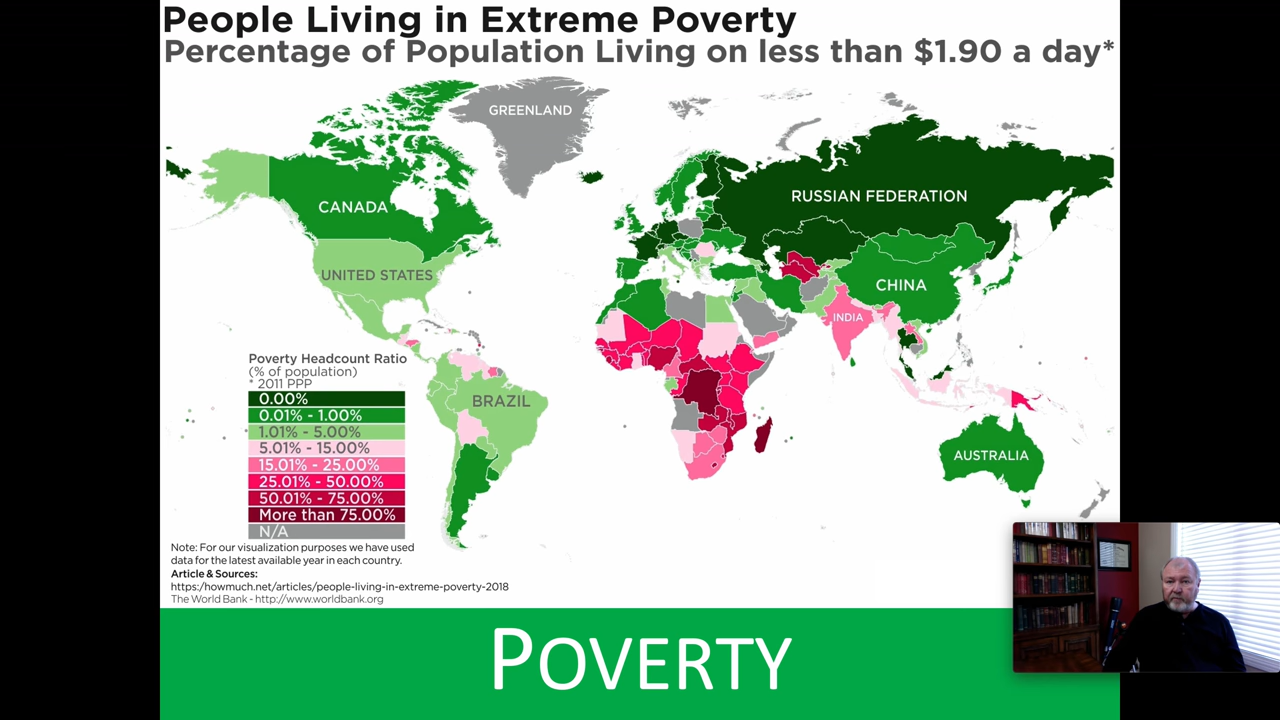 People Living in Extreme Poverty
Percentage of Population Living on less than $1.90 a day*
GREENLAND
RUSSIAN FEDERATION
CANADA
UNITED STATES
CHINA
INDIA
BRAZIL
AUSTRALIA
Poverty Headcount Ratio
(% of population)
* 2011 PPP
0.00%
0.01% - 1.00%
1.01% - 5.00%
5.01% - 15.00%
15.01% - 25.00%
25.01% - 50.00%
50.01% - 75.00%
More than 75.00%
N/A
Note: For our visualization purposes we have used
data for the latest available year in each country.
Article & Sources:
https:/howmuch.net/articles/people-living-in-extreme-poverty-2018
The World Bank - http://www.worldbank.org
POVERTY